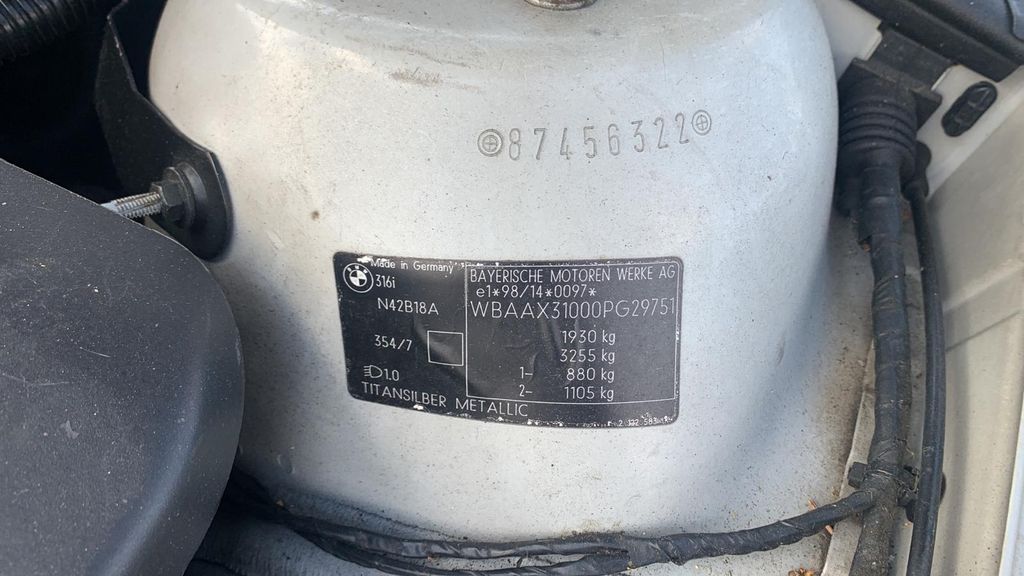 87456322
Made in Germany
316i
BAYERISCHE MOTOREN WERKE AG
e1*98/14*0097*
N42B18A
WBAAX31000PG29751
354/7
1930 kg
3255 kg
1.0
1- 880 kg
2- 1105 kg
TITANSILBER METALLIC